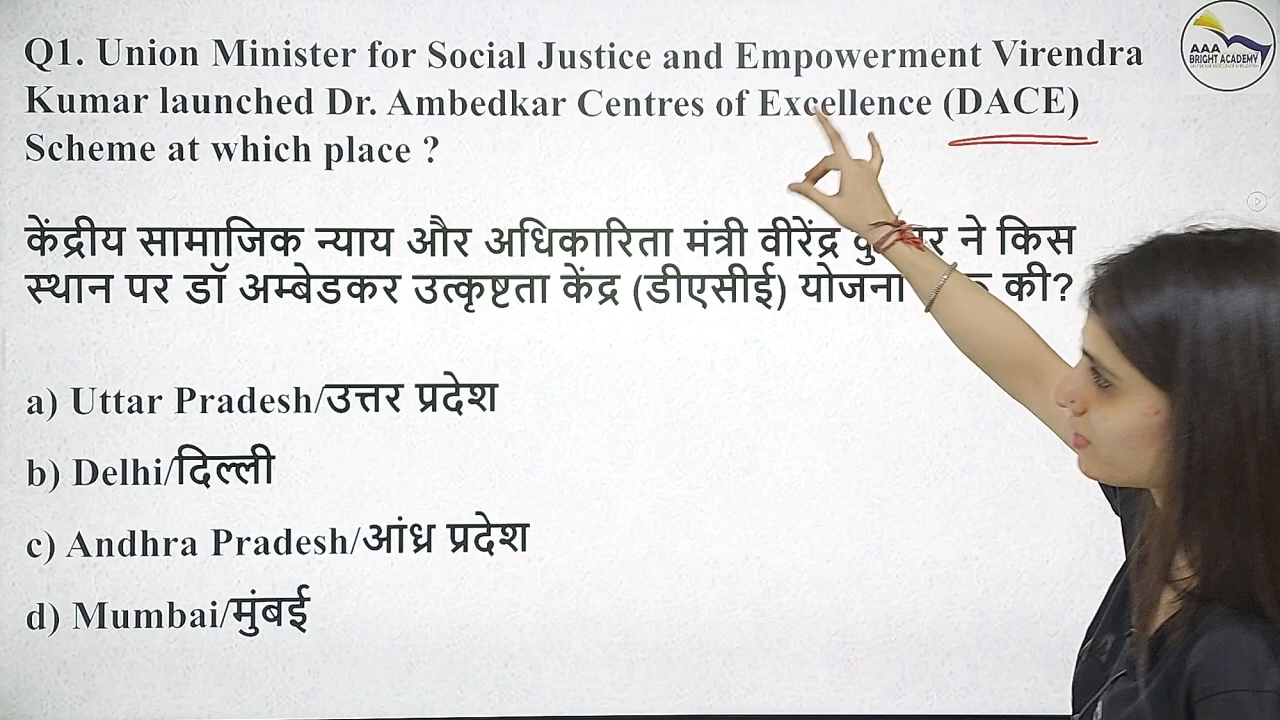 Q1. Union Minister for Social Justice and Empowerment Virendra
Kumar launched Dr. Ambedkar Centres of Excellence (DACE)
Scheme at which place ?
केंद्रीय सामाजिक न्याय और अधिकारिता मंत्री वीरेंद्र ने किस
स्थान पर डॉ अम्बेडकर उत्कृष्टता केंद्र (डीएसीई) योजना की?
a) Uttar Pradesh/उत्तर प्रदेश
b) Delhi/दिल्ली
c) Andhra Pradesh/आंध्र प्रदेश
d) Mumbai/मुंबई
AAA
BRIGHT ACADEMY